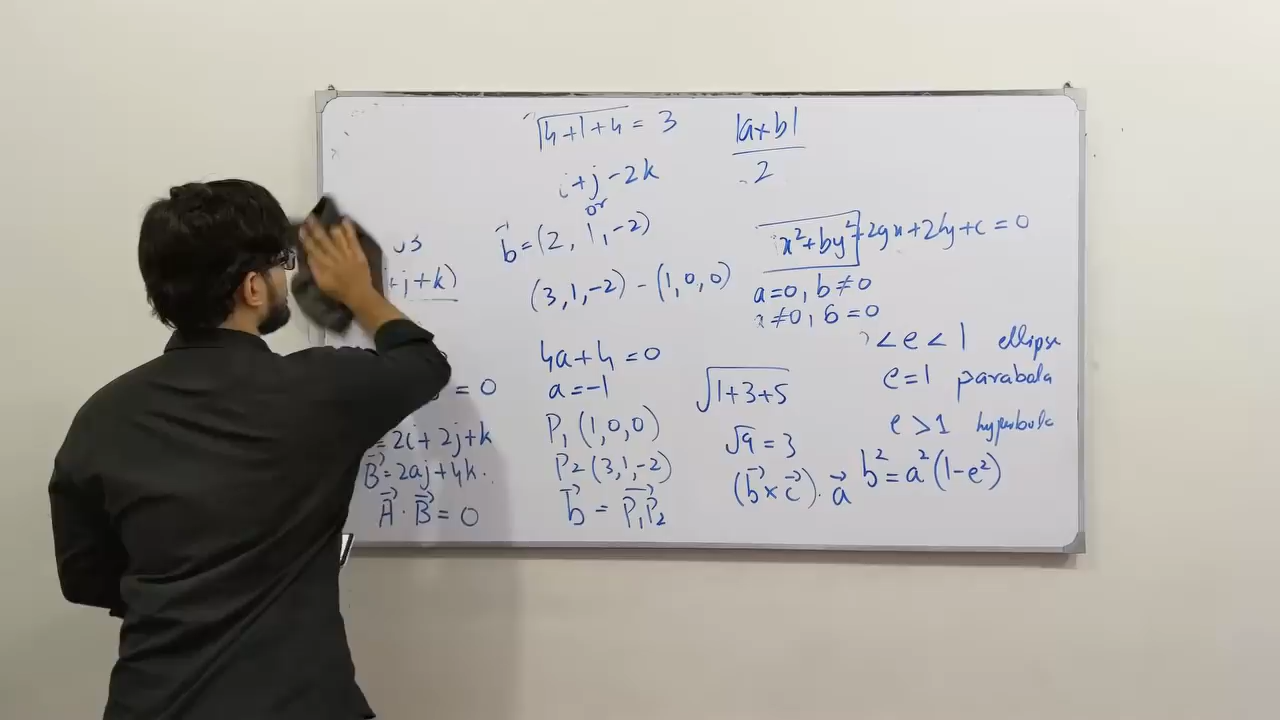 √4+1+4 = 3
i+j-2k
or
b⃗=(2, 1,-2)
(3,1,-2) - (1,0,0)
4a+4=0
a=-1
P₁(1,0,0)
P₂(3,1,-2)
b⃗ = P₁P₂⃗
|a×b|
2
x²+by²+2gx+2fy+c=0
a=0, b≠0
≠0, b=0
√1+3+5
√9=3
(b⃗×c⃗)·a⃗
<e<1 ellipse
e=1 parabola
e>1 hyperbola
b²=a²(1-e²)
+j+k)
=0
=2i+2j+k
B⃗=2aj+4k.
A⃗·B⃗=0